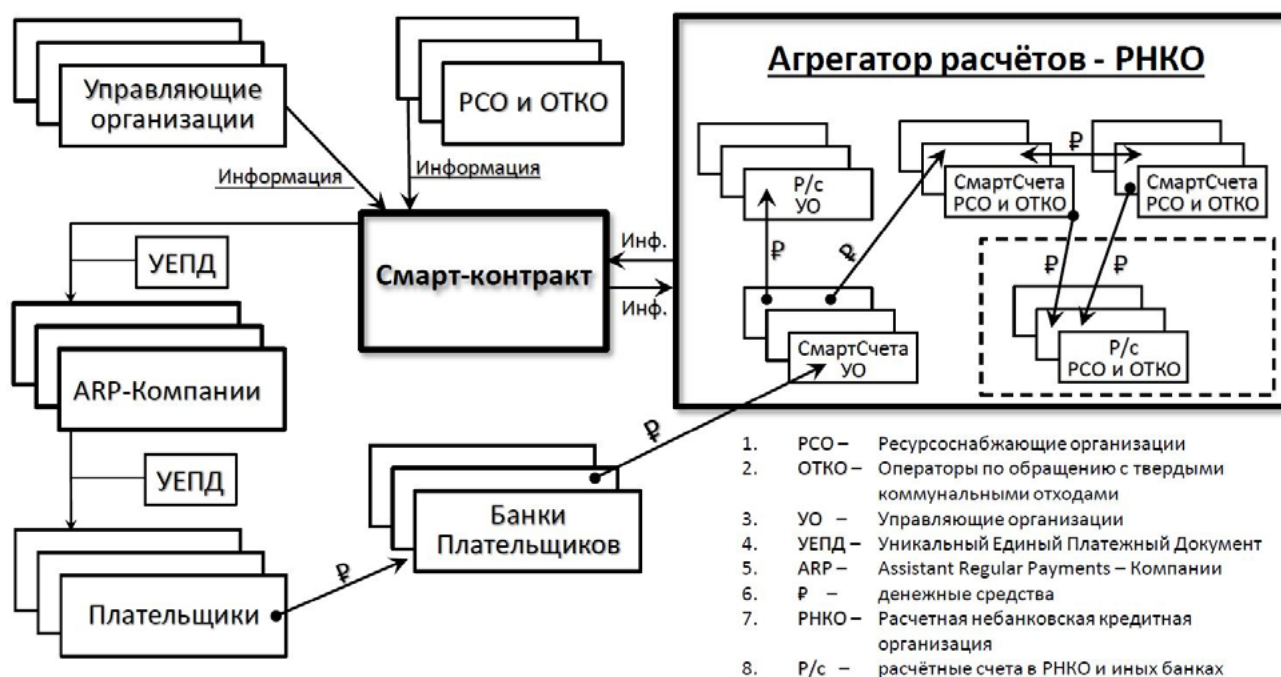 Управляющие
организации
РСО и ОТКО
Информация
Информация
Агрегатор расчётов - РНКО
Р/с
УО
СмартСчета
РСО и ОТКО
СмартСчета
РСО и ОТКО
₽
₽
₽
₽
₽
СмартСчета
УО
Р/с
РСО и ОТКО
Смарт-контракт
Инф.
Инф.
УЕПД
ARP-Компании
УЕПД
Плательщики
₽
Банки
Плательщиков
₽
1. РСО – Ресурсоснабжающие организации
2. ОТКО – Операторы по обращению с твердыми
коммунальными отходами
3. УО – Управляющие организации
4. УЕПД – Уникальный Единый Платежный Документ
5. ARP – Assistant Regular Payments – Компании
6. ₽ – денежные средства
7. РНКО – Расчетная небанковская кредитная
организация
8. Р/с – расчётные счета в РНКО и иных банках